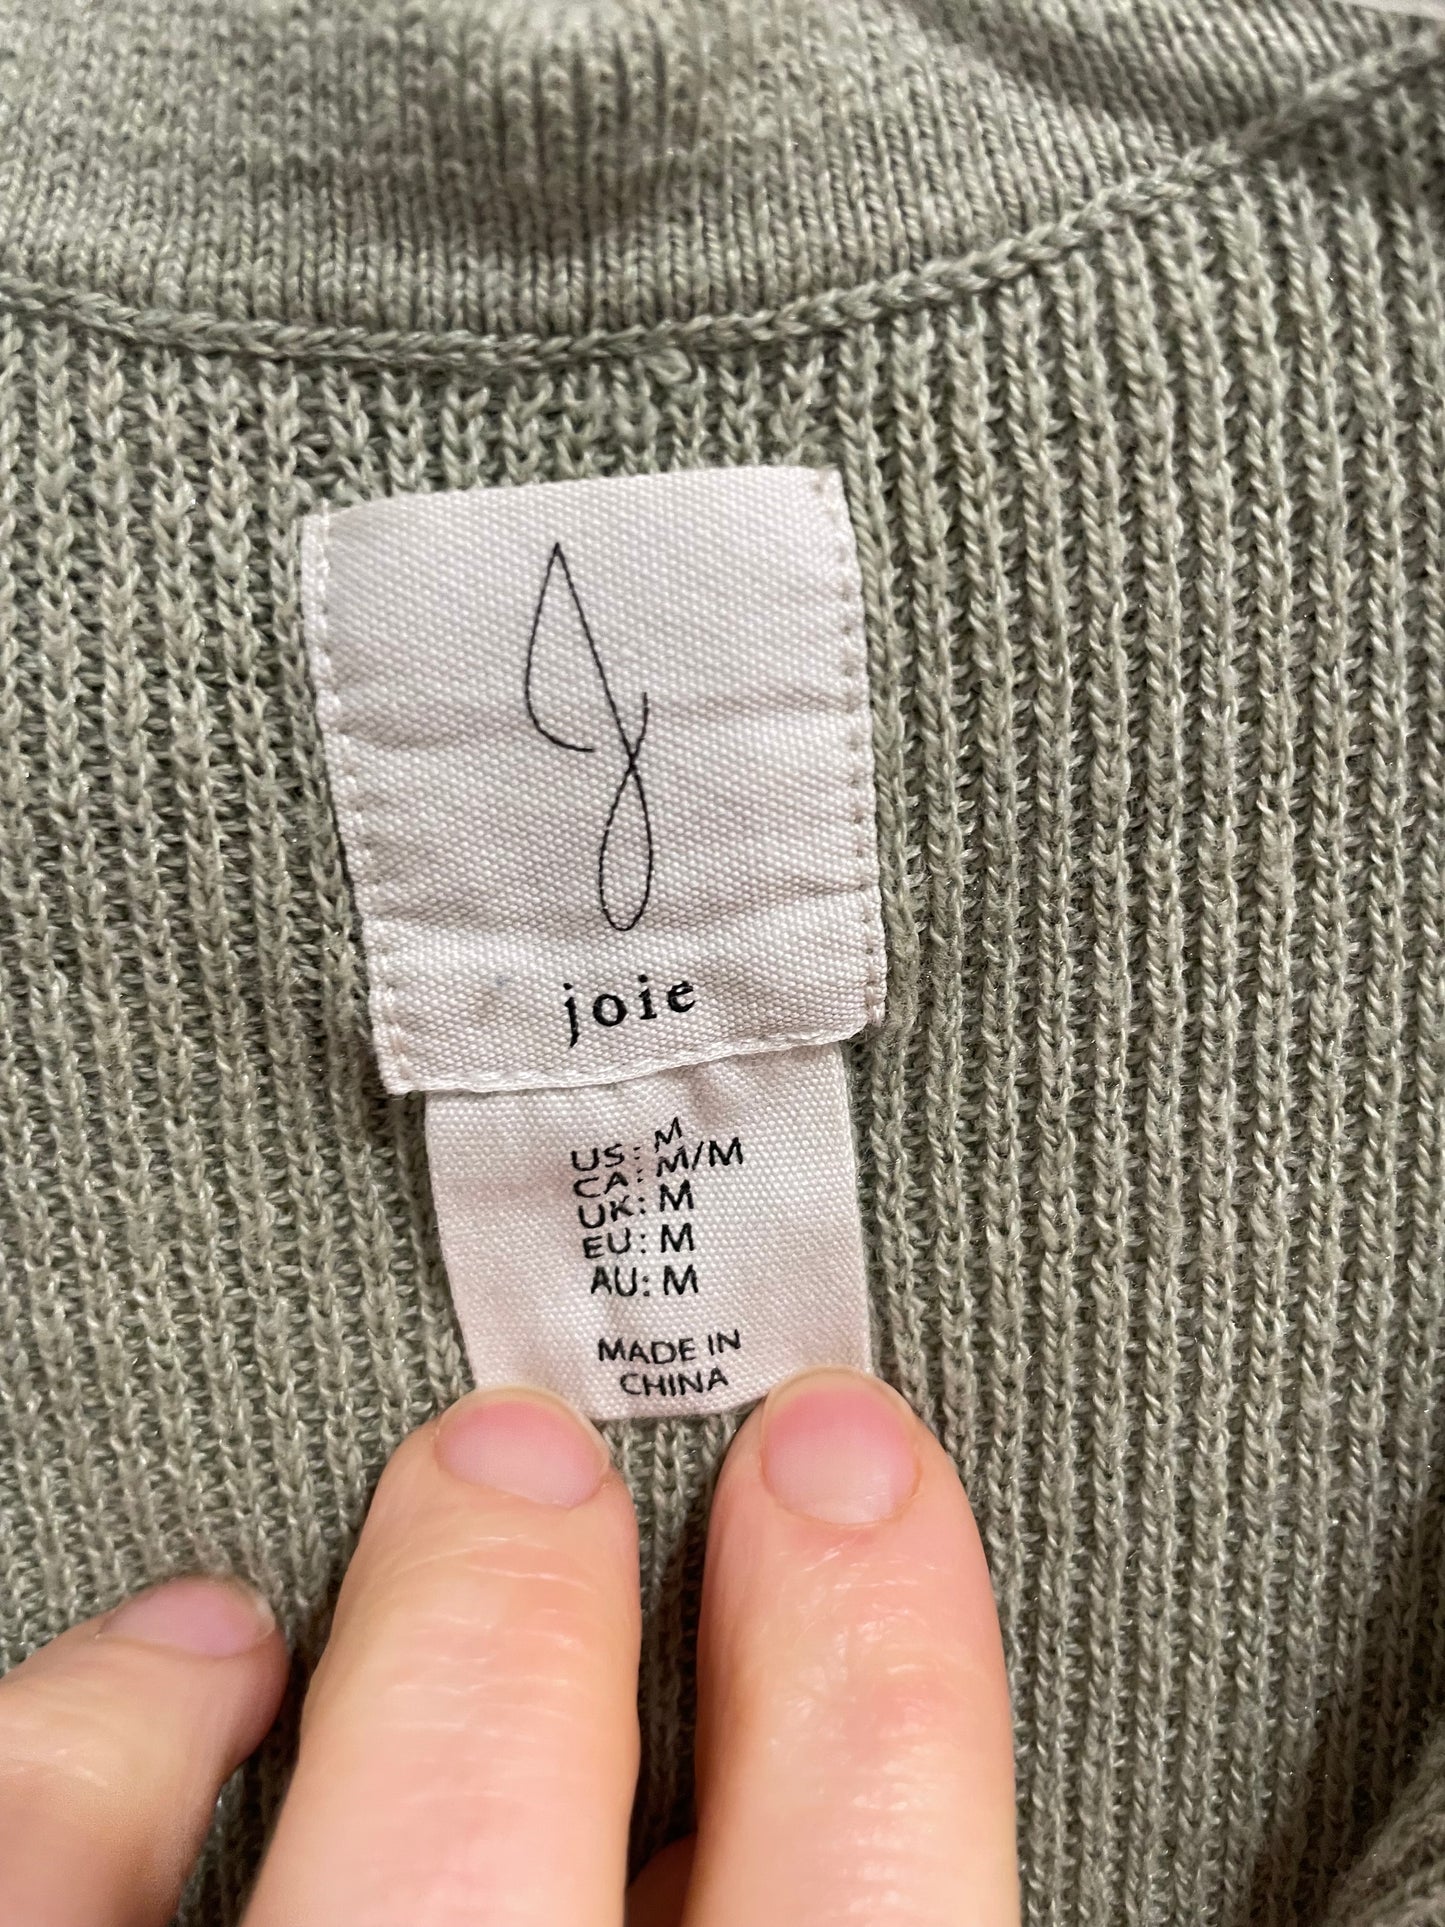 joie
US: M
CA: M/M
UK: M
EU: M
AU: M
MADE IN
CHINA